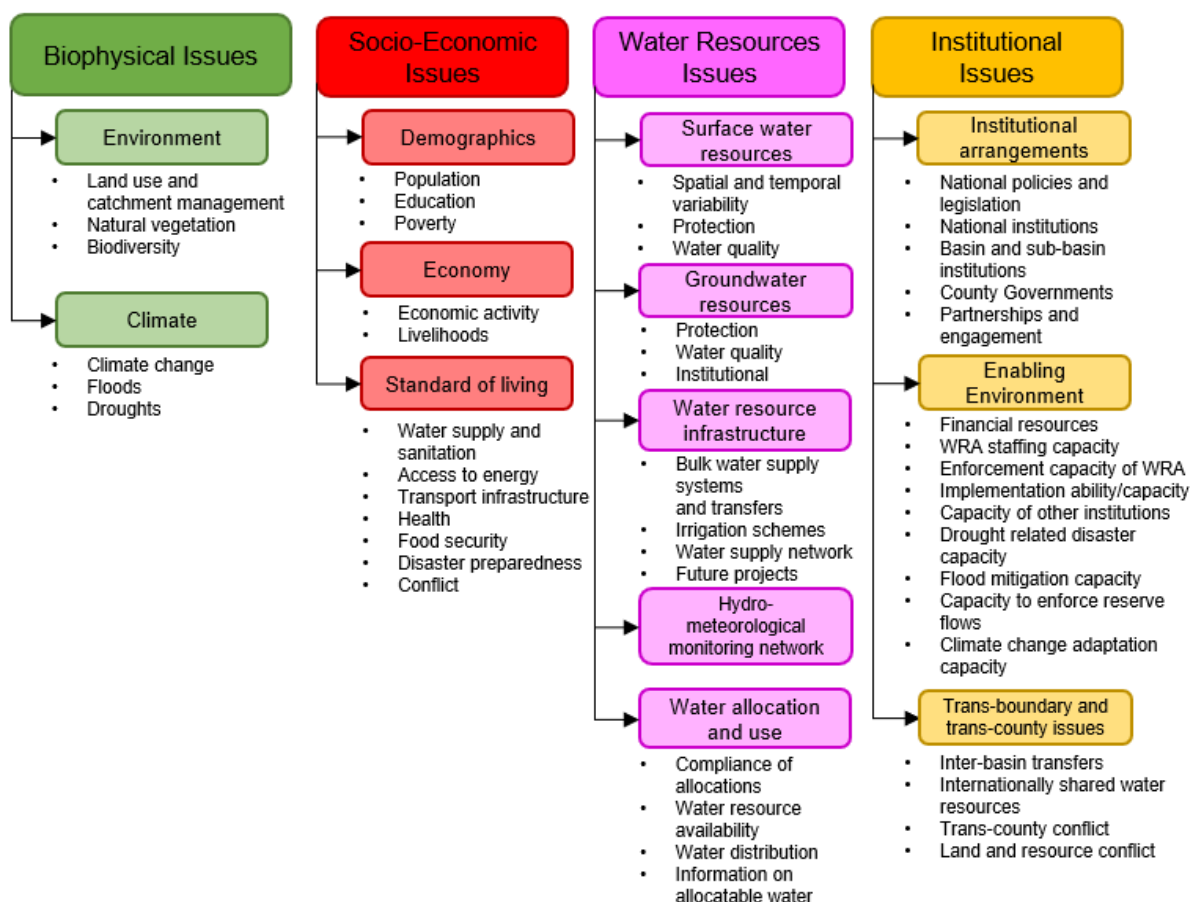 Biophysical Issues
Environment
Land use and
catchment management
Natural vegetation
Biodiversity
Climate
Climate change
Floods
Droughts
Socio-Economic
Issues
Demographics
Population
Education
Poverty
Economy
Economic activity
Livelihoods
Standard of living
Water supply and
sanitation
Access to energy
Transport infrastructure
Health
Food security
Disaster preparedness
Conflict
Water Resources
Issues
Surface water
resources
Spatial and temporal
variability
Protection
Water quality
Groundwater
resources
Protection
Water quality
Institutional
Water resource
infrastructure
Bulk water supply
systems
and transfers
Irrigation schemes
Water supply network
Future projects
Hydro-
meteorological
monitoring network
Water allocation
and use
Compliance of
allocations
Water resource
availability
Water distribution
Information on
allocatable water
Institutional
Issues
Institutional
arrangements
National policies and
legislation
National institutions
Basin and sub-basin
institutions
County Governments
Partnerships and
engagement
Enabling
Environment
Financial resources
WRA staffing capacity
Enforcement capacity of WRA
Implementation ability/capacity
Capacity of other institutions
Drought related disaster
capacity
Flood mitigation capacity
Capacity to enforce reserve
flows
Climate change adaptation
capacity
Trans-boundary and
trans-county issues
Inter-basin transfers
Internationally shared water
resources
Trans-county conflict
Land and resource conflict